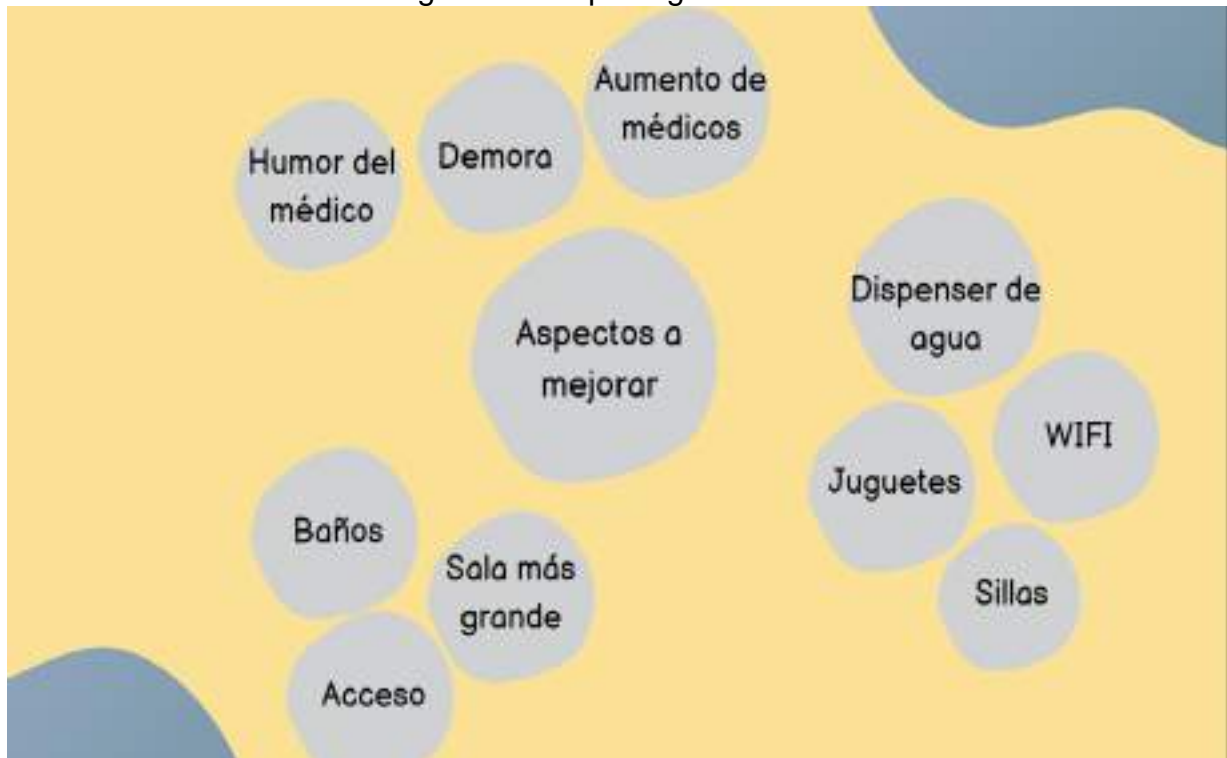 Aumento de
médicos
Demora
Humor del
médico
Aspectos a
mejorar
Dispenser de
agua
WIFI
Juguetes
Sillas
Baños
Sala más
grande
Acceso